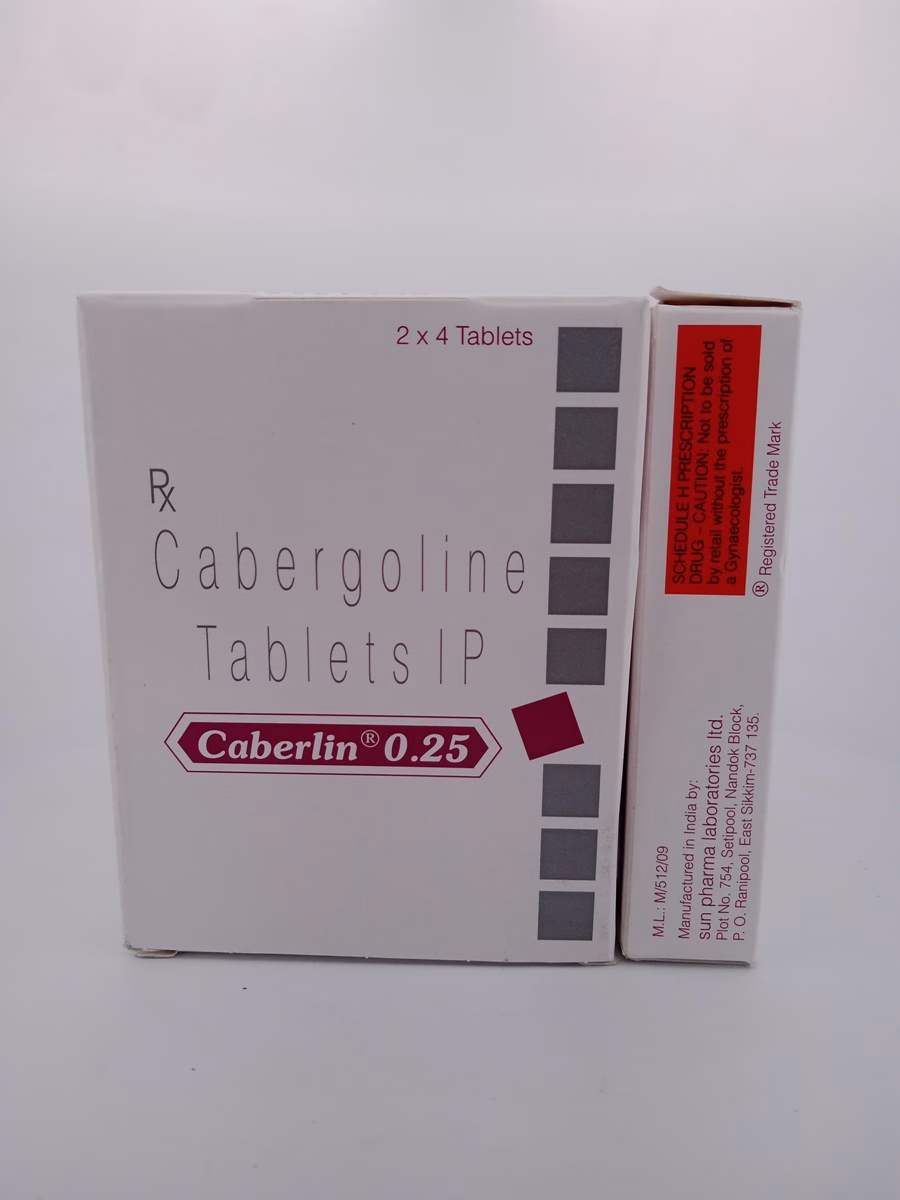 2 x 4 Tablets
Rx
Cabergoline
Tablets IP
Caberlin® 0.25
SCHEDULE H PRESCRIPTION
DRUG – CAUTION: Not to be sold
by retail without the prescription of
a Gynaecologist.
® Registered Trade Mark
M.L.: M/512/09
Manufactured in India by:
sun pharma laboratories ltd.
Plot No. 754, Setipool, Nandok Block,
P. O. Ranipool, East Sikkim-737 135.